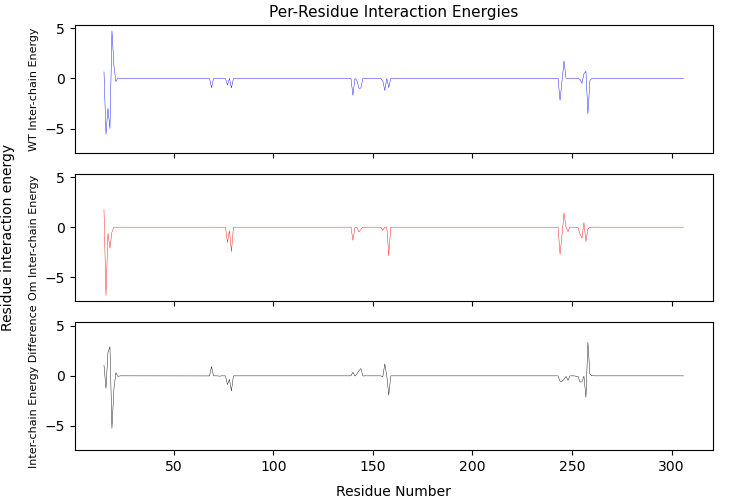 Per-Residue Interaction Energies
Residue interaction energy
WT Inter-chain Energy
5
0
−5
Om Inter-chain Energy
5
0
−5
Inter-chain Energy Difference
5
0
−5
50
100
150
200
250
300
Residue Number